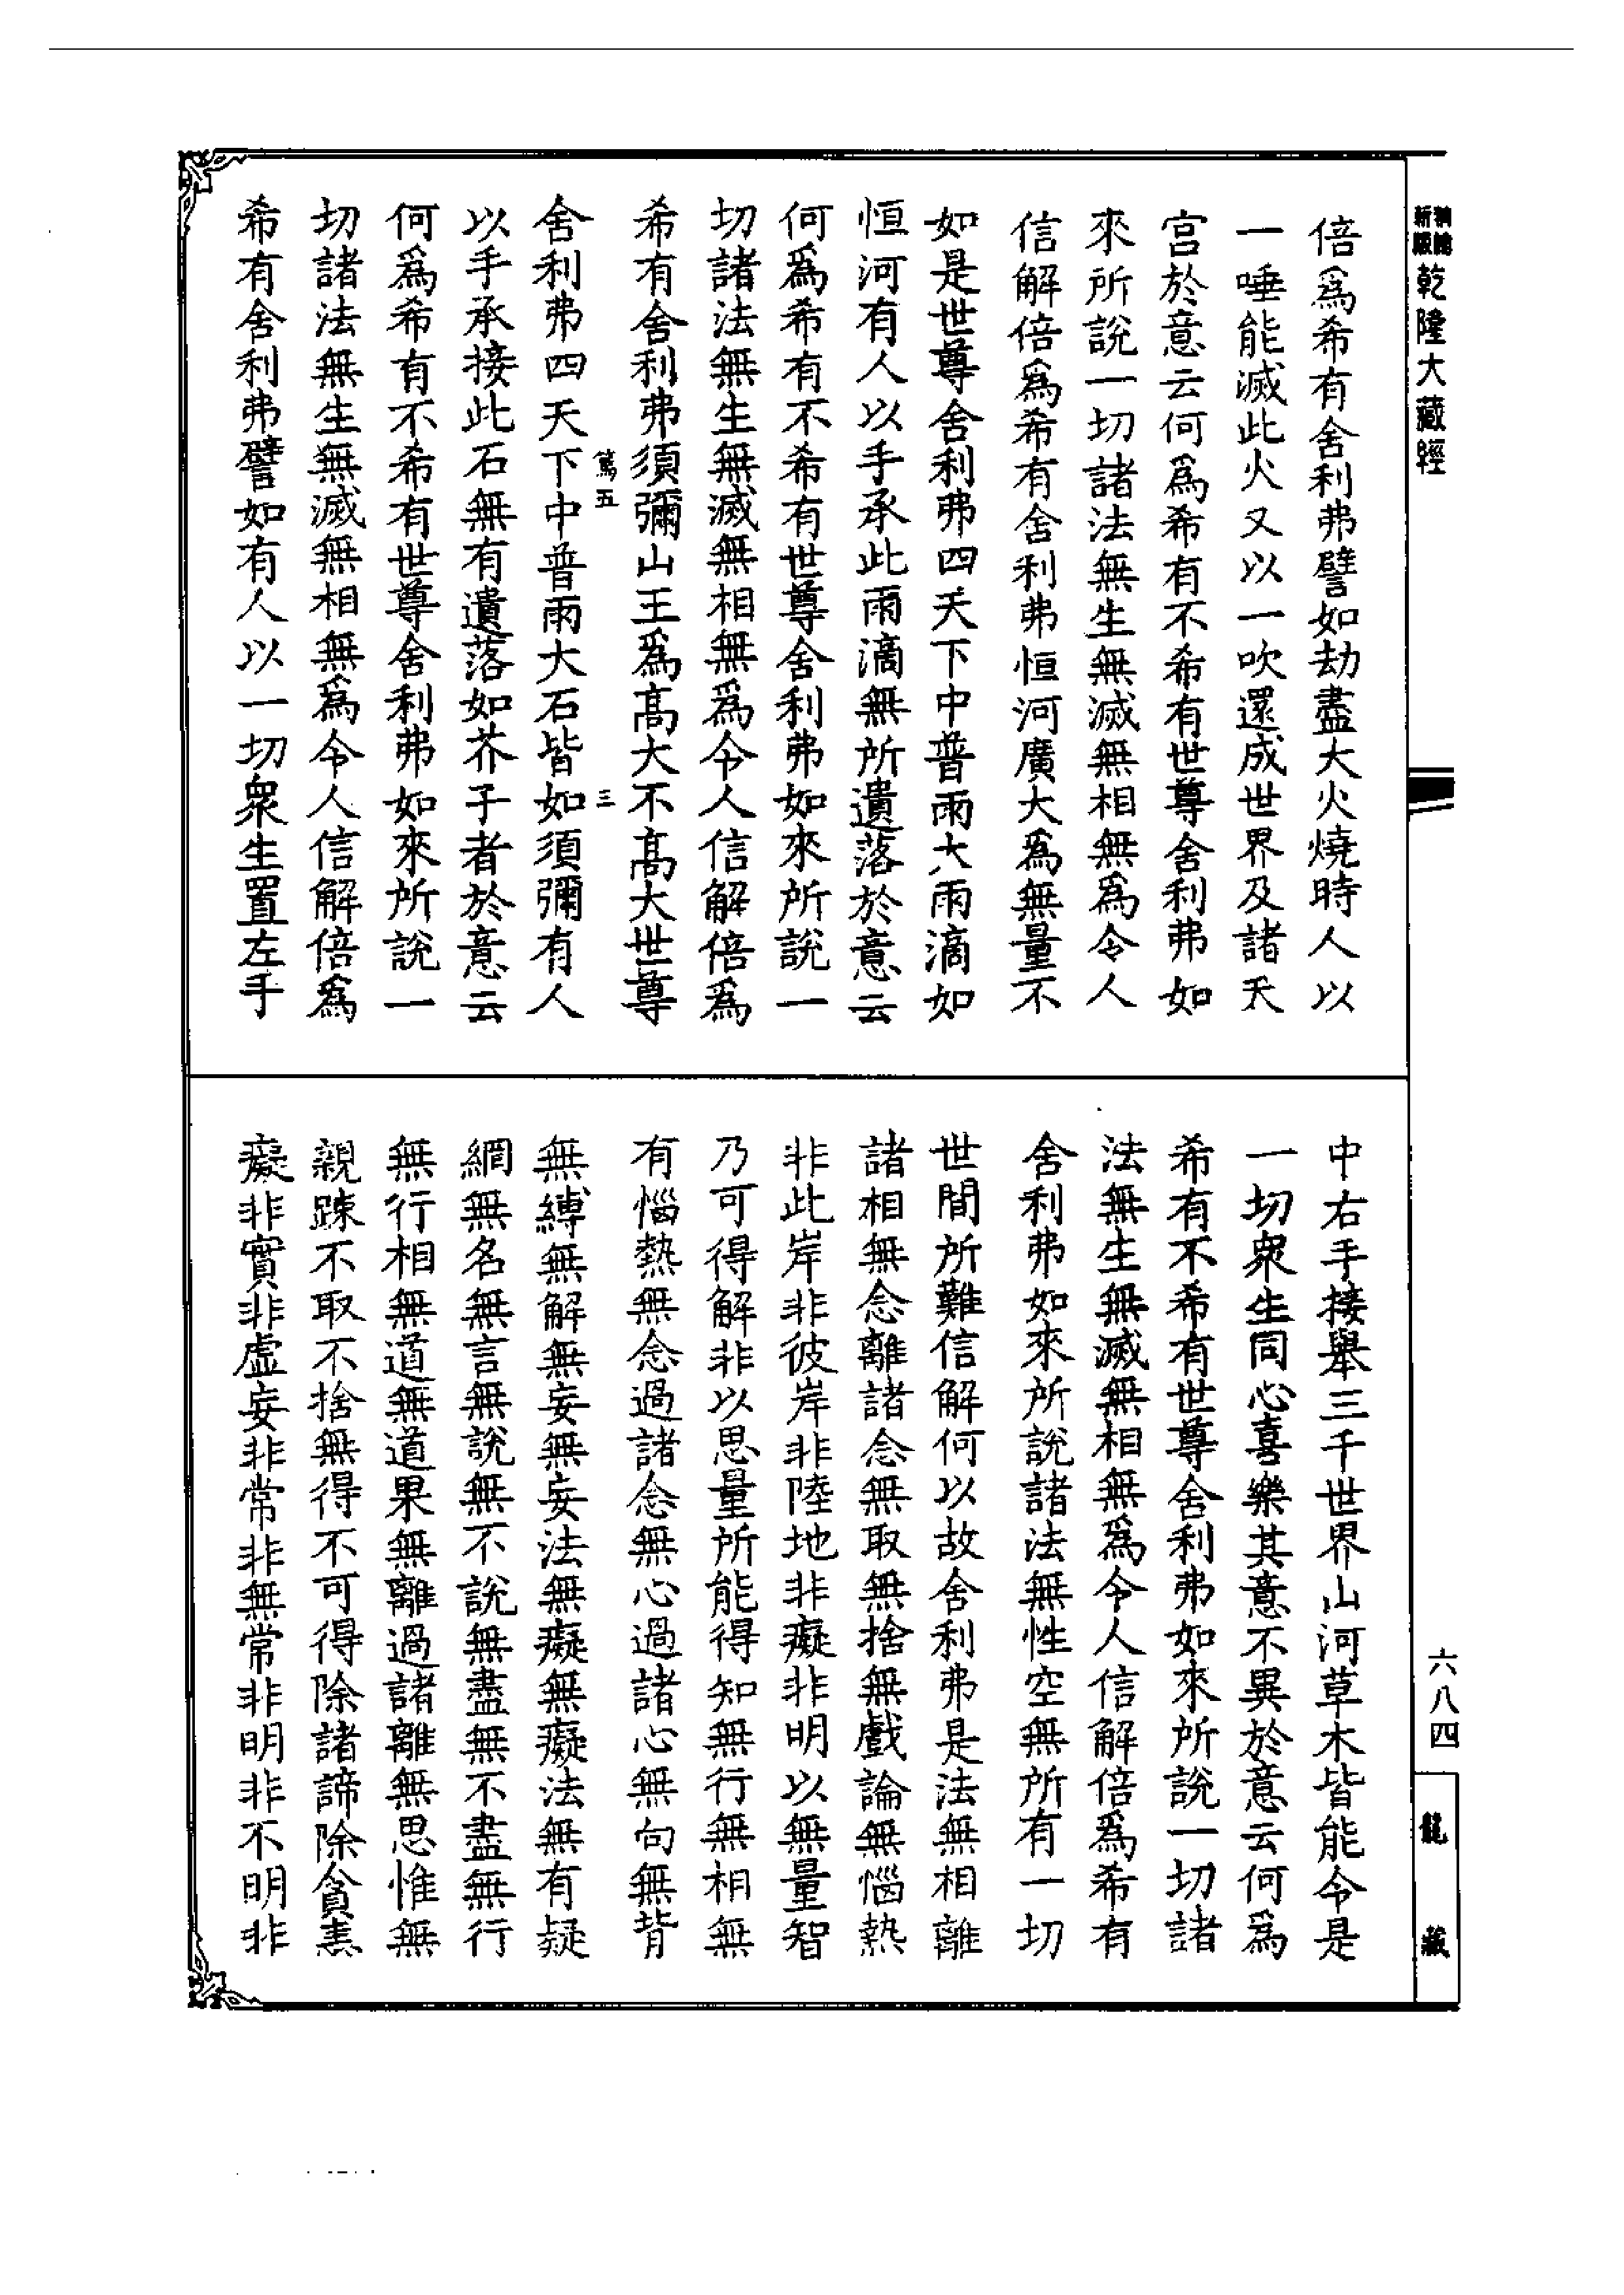 乾隆大藏經
倍爲希有舍利弗譬如劫盡大火燒時人以
一唾能滅此火又以一吹還成世界及諸天
宮於意云何爲希有不希有世尊舍利弗如
來所說一切諸法無生無滅無相無爲令人
信解倍爲希有舍利弗恒河廣大爲無量不
如是世尊舍利弗四天下中普雨大雨滴如
恒河有人以手承此雨滴無所遺落於意云
何爲希有不希有世尊舍利弗如來所說一
切諸法無生無滅無相無爲令人信解倍爲
希有舍利弗須彌山王爲髙大不髙大世尊
篤五
三
舍利弗四天下中普雨大石皆如須彌有人
以手承接此石無有遺落如芥子者於意云
何爲希有不希有世尊舍利弗如來所說一
切諸法無生無滅無相無爲令人信解倍爲
希有舍利弗譬如有人以一切衆生置左手
中右手接舉三千世界山河草木皆能令是
一切衆生同心喜樂其意不異於意云何爲
希有不希有世尊舍利弗如來所說一切諸
法無生無滅無相無爲令人信解倍爲希有
舍利弗如來所說諸法無性空無所有一切
世間所難信解何以故舍利弗是法無相離
諸相無念離諸念無取無捨無戲論無惱熱
非此岸非彼岸非陸地非癡非明以無量智
乃可得解非以思量所能得知無行無相無
有惱熱無念過諸念無心過諸心無向無背
無縛無解無妄無妄法無癡無癡法無有疑
網無名無言無說無不說無盡無不盡無行
無行相無道無道果無離過諸離無思惟無
親踈不取不捨無得不可得除諸諦除貪恚
癡非實非虛妄非常非無常非明非不明非
六八四
龍藏